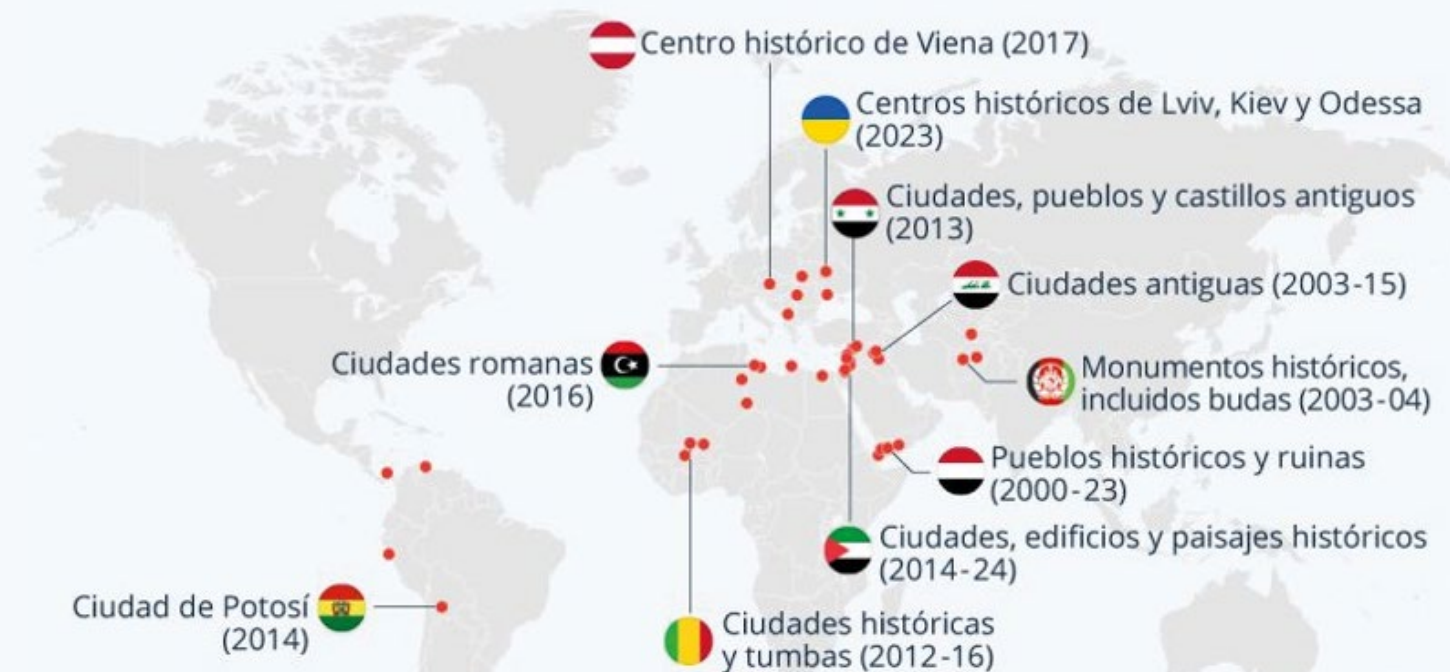 Centro histórico de Viena (2017)
Centros históricos de Lviv, Kiev y Odessa
(2023)
Ciudades, pueblos y castillos antiguos
(2013)
Ciudades antiguas (2003-15)
Ciudades romanas
(2016)
Monumentos históricos,
incluidos budas (2003-04)
Pueblos históricos y ruinas
(2000-23)
Ciudades, edificios y paisajes históricos
(2014-24)
Ciudad de Potosí
(2014)
Ciudades históricas
y tumbas (2012-16)